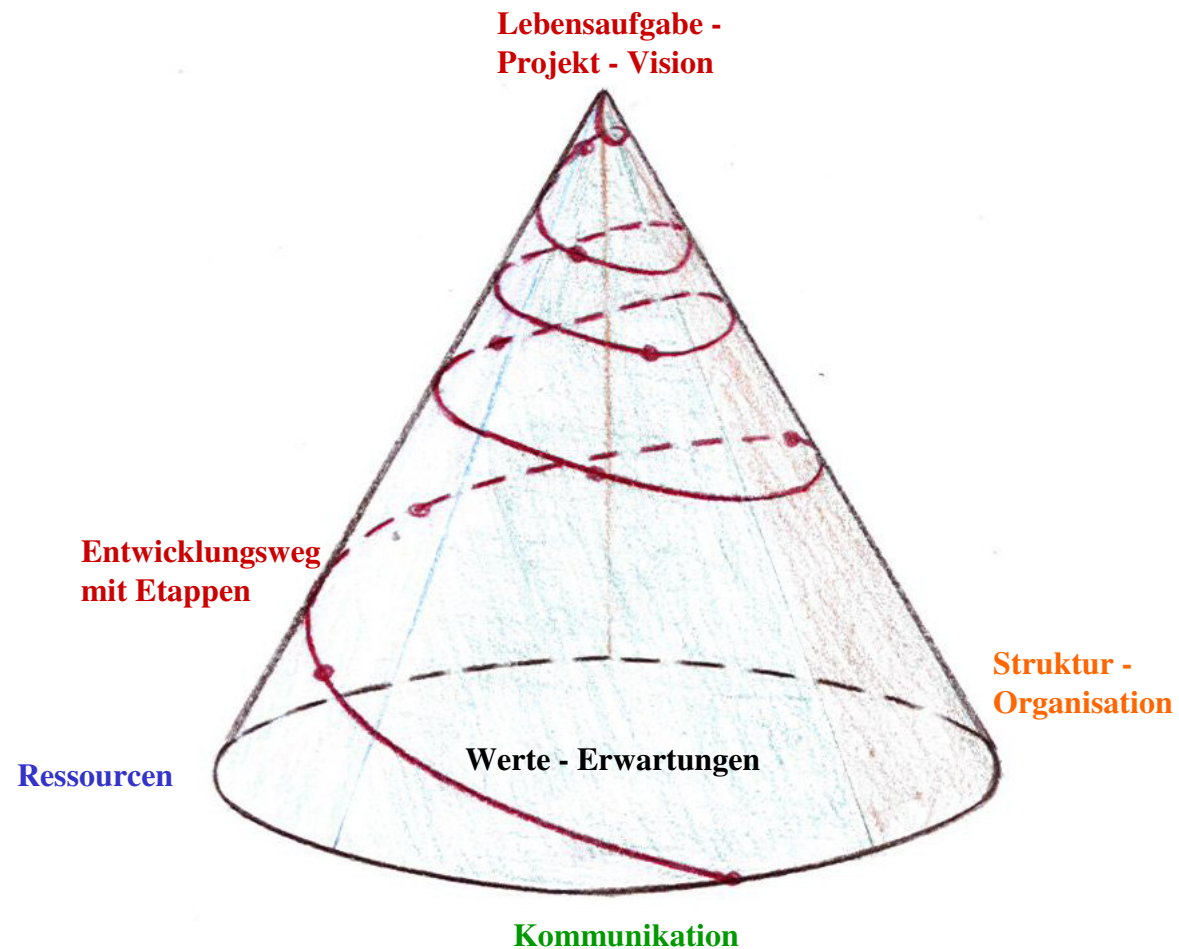 Lebensaufgabe -
Projekt - Vision
Entwicklungsweg
mit Etappen
Struktur -
Organisation
Werte - Erwartungen
Ressourcen
Kommunikation